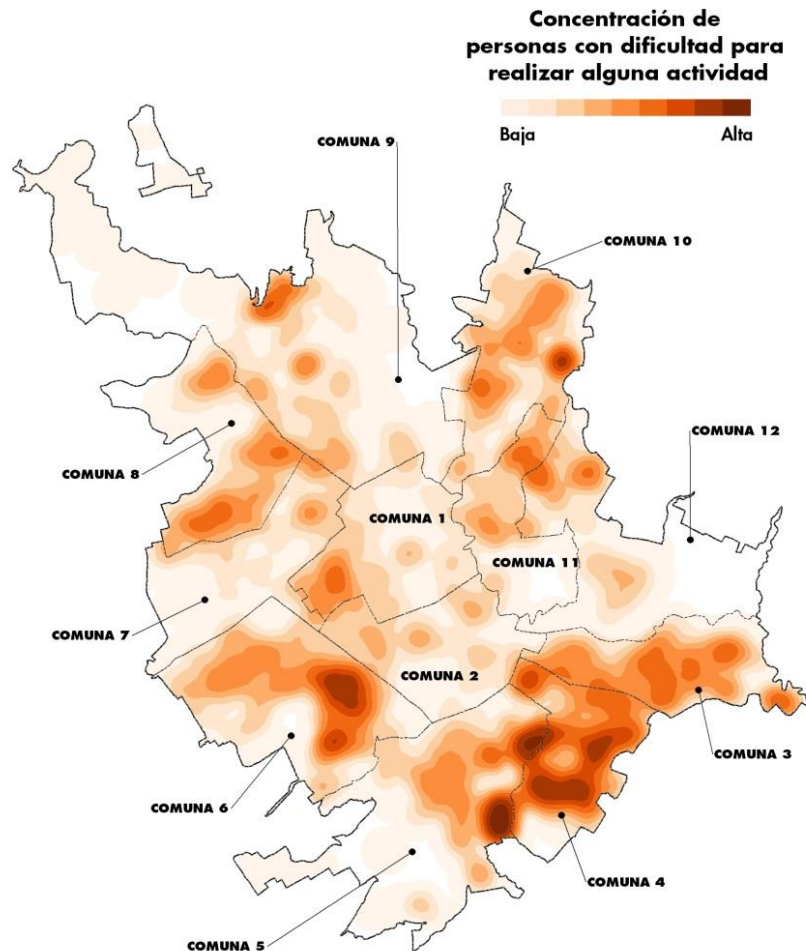 Concentración de
personas con dificultad para
realizar alguna actividad
Baja
Alta
COMUNA 9
COMUNA 10
COMUNA 12
COMUNA 8
COMUNA 1
COMUNA 11
COMUNA 7
COMUNA 2
COMUNA 3
COMUNA 6
COMUNA 4
COMUNA 5